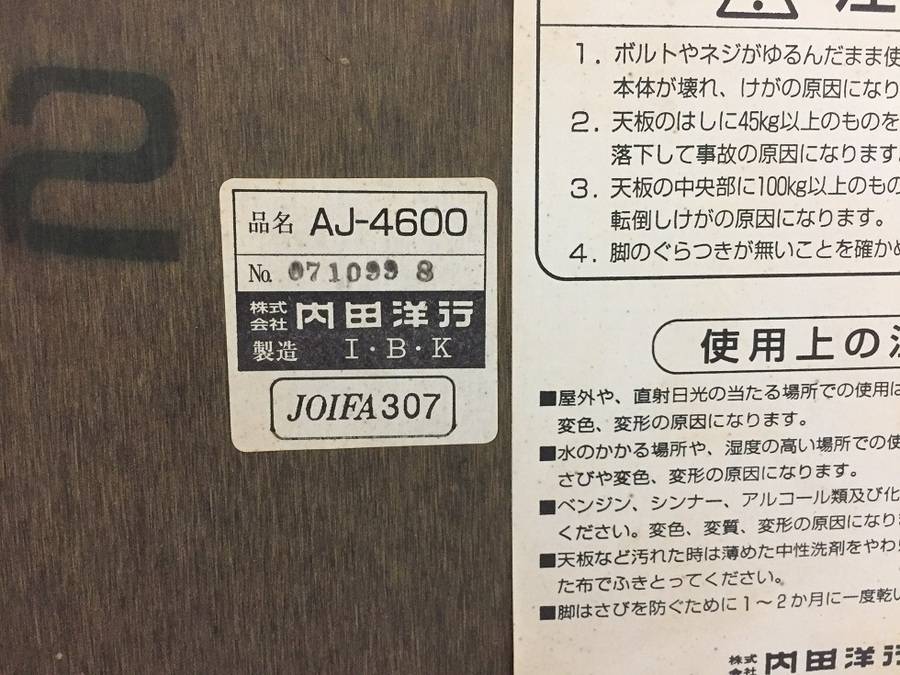 2
品名 AJ-4600
No. 071099 8
株式会社 内田洋行
製造 I・B・K
JOIFA307
注
1. ボルトやネジがゆるんだまま使
本体が壊れ、けがの原因になり
2. 天板のはしに45kg以上のものを
落下して事故の原因になります。
3. 天板の中央部に100kg以上のもの
転倒しけがの原因になります。
4. 脚のぐらつきが無いことを確かめ
使用上の注
■屋外や、直射日光の当たる場所での使用は
変色、変形の原因になります。
■水のかかる場所や、湿度の高い場所での使
さびや変色、変形の原因になります。
■ベンジン、シンナー、アルコール類及び化
ください。変色、変質、変形の原因になりま
■天板など汚れた時は薄めた中性洗剤をやわら
た布でふきとってください。
■脚はさびを防ぐために1〜2か月に一度乾い
株式会社 内田洋行